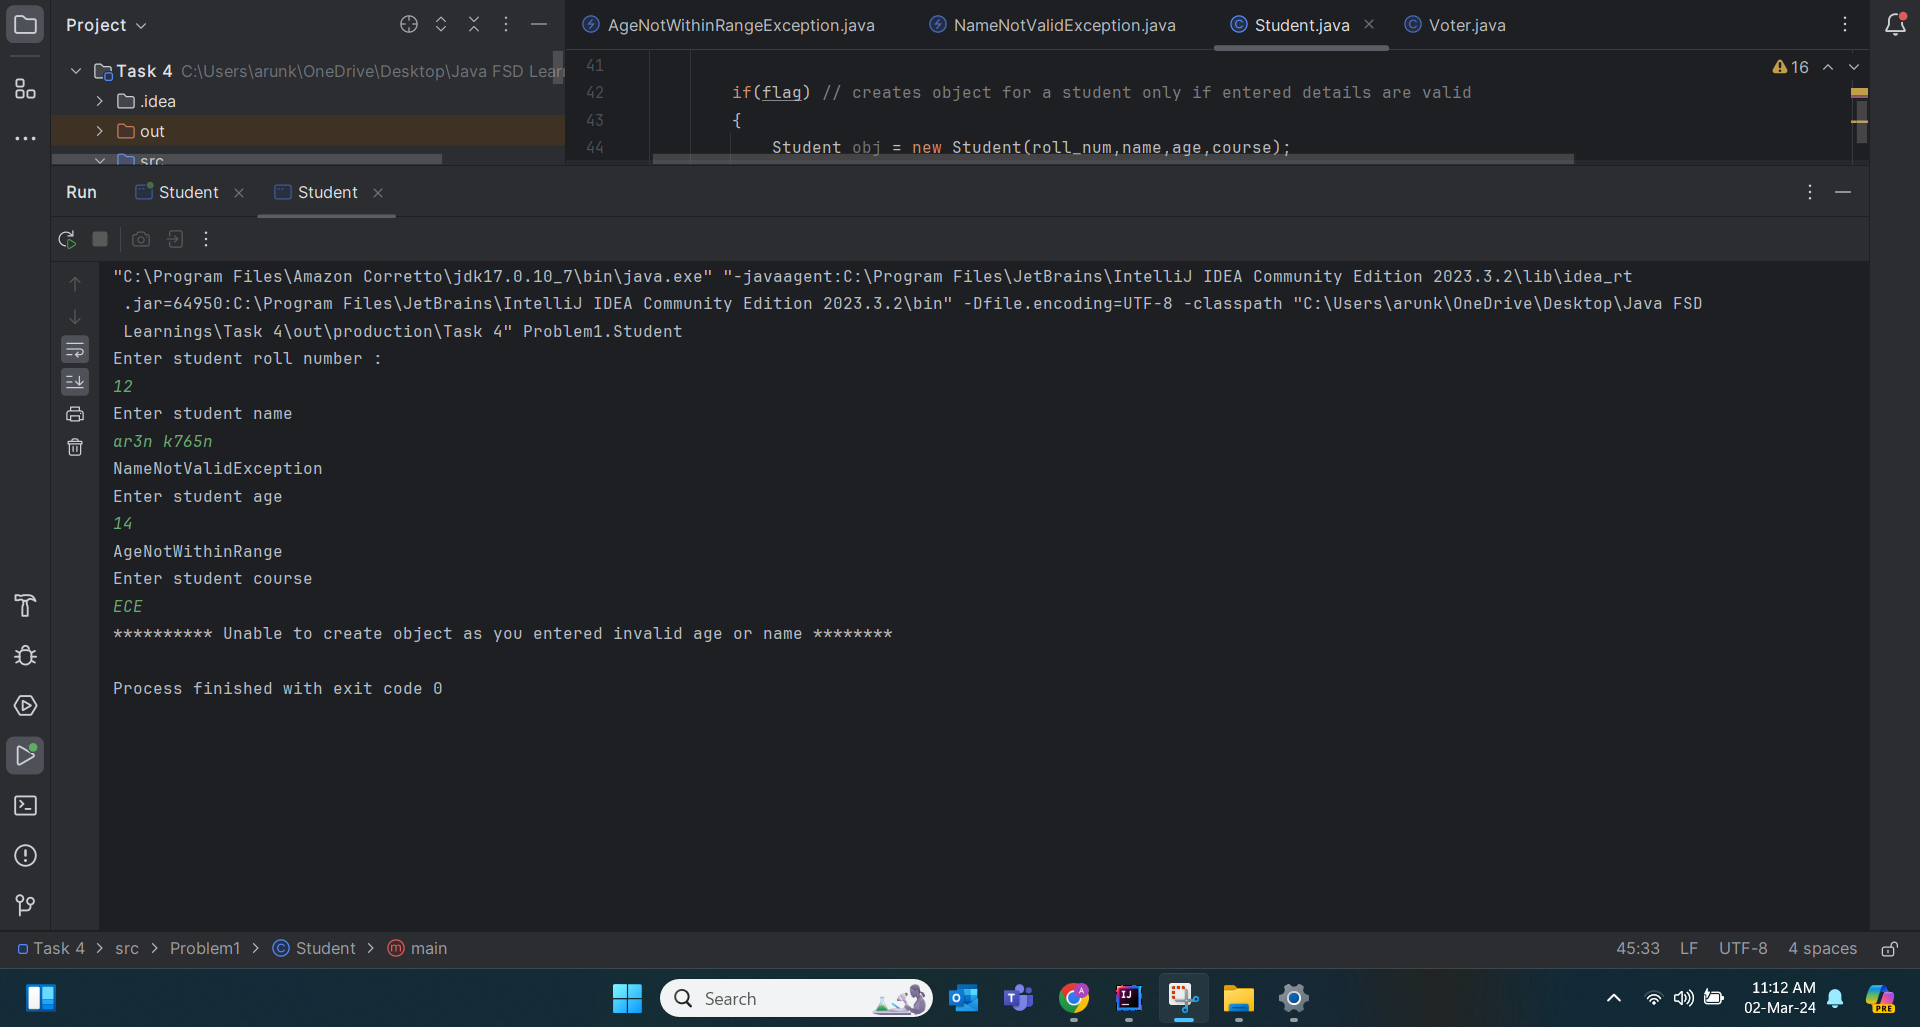 Project
AgeNotWithinRangeException.java
NameNotValidException.java
Student.java
Voter.java
Task 4 C:\Users\arunk\OneDrive\Desktop\Java FSD Lear
.idea
out
src
41
16
42 if(flag) // creates object for a student only if entered details are valid
43 {
44 Student obj = new Student(roll_num,name,age,course);
Run Student Student
"C:\Program Files\Amazon Corretto\jdk17.0.10_7\bin\java.exe" "-javaagent:C:\Program Files\JetBrains\IntelliJ IDEA Community Edition 2023.3.2\lib\idea_rt
.jar=64950:C:\Program Files\JetBrains\IntelliJ IDEA Community Edition 2023.3.2\bin" -Dfile.encoding=UTF-8 -classpath "C:\Users\arunk\OneDrive\Desktop\Java FSD
Learnings\Task 4\out\production\Task 4" Problem1.Student
Enter student roll number :
12
Enter student name
ar3n k765n
NameNotValidException
Enter student age
14
AgeNotWithinRange
Enter student course
ECE
********** Unable to create object as you entered invalid age or name ********
Process finished with exit code 0
Task 4 > src > Problem1 > Student > main
45:33 LF UTF-8 4 spaces
Search
11:12 AM
02-Mar-24
PRE